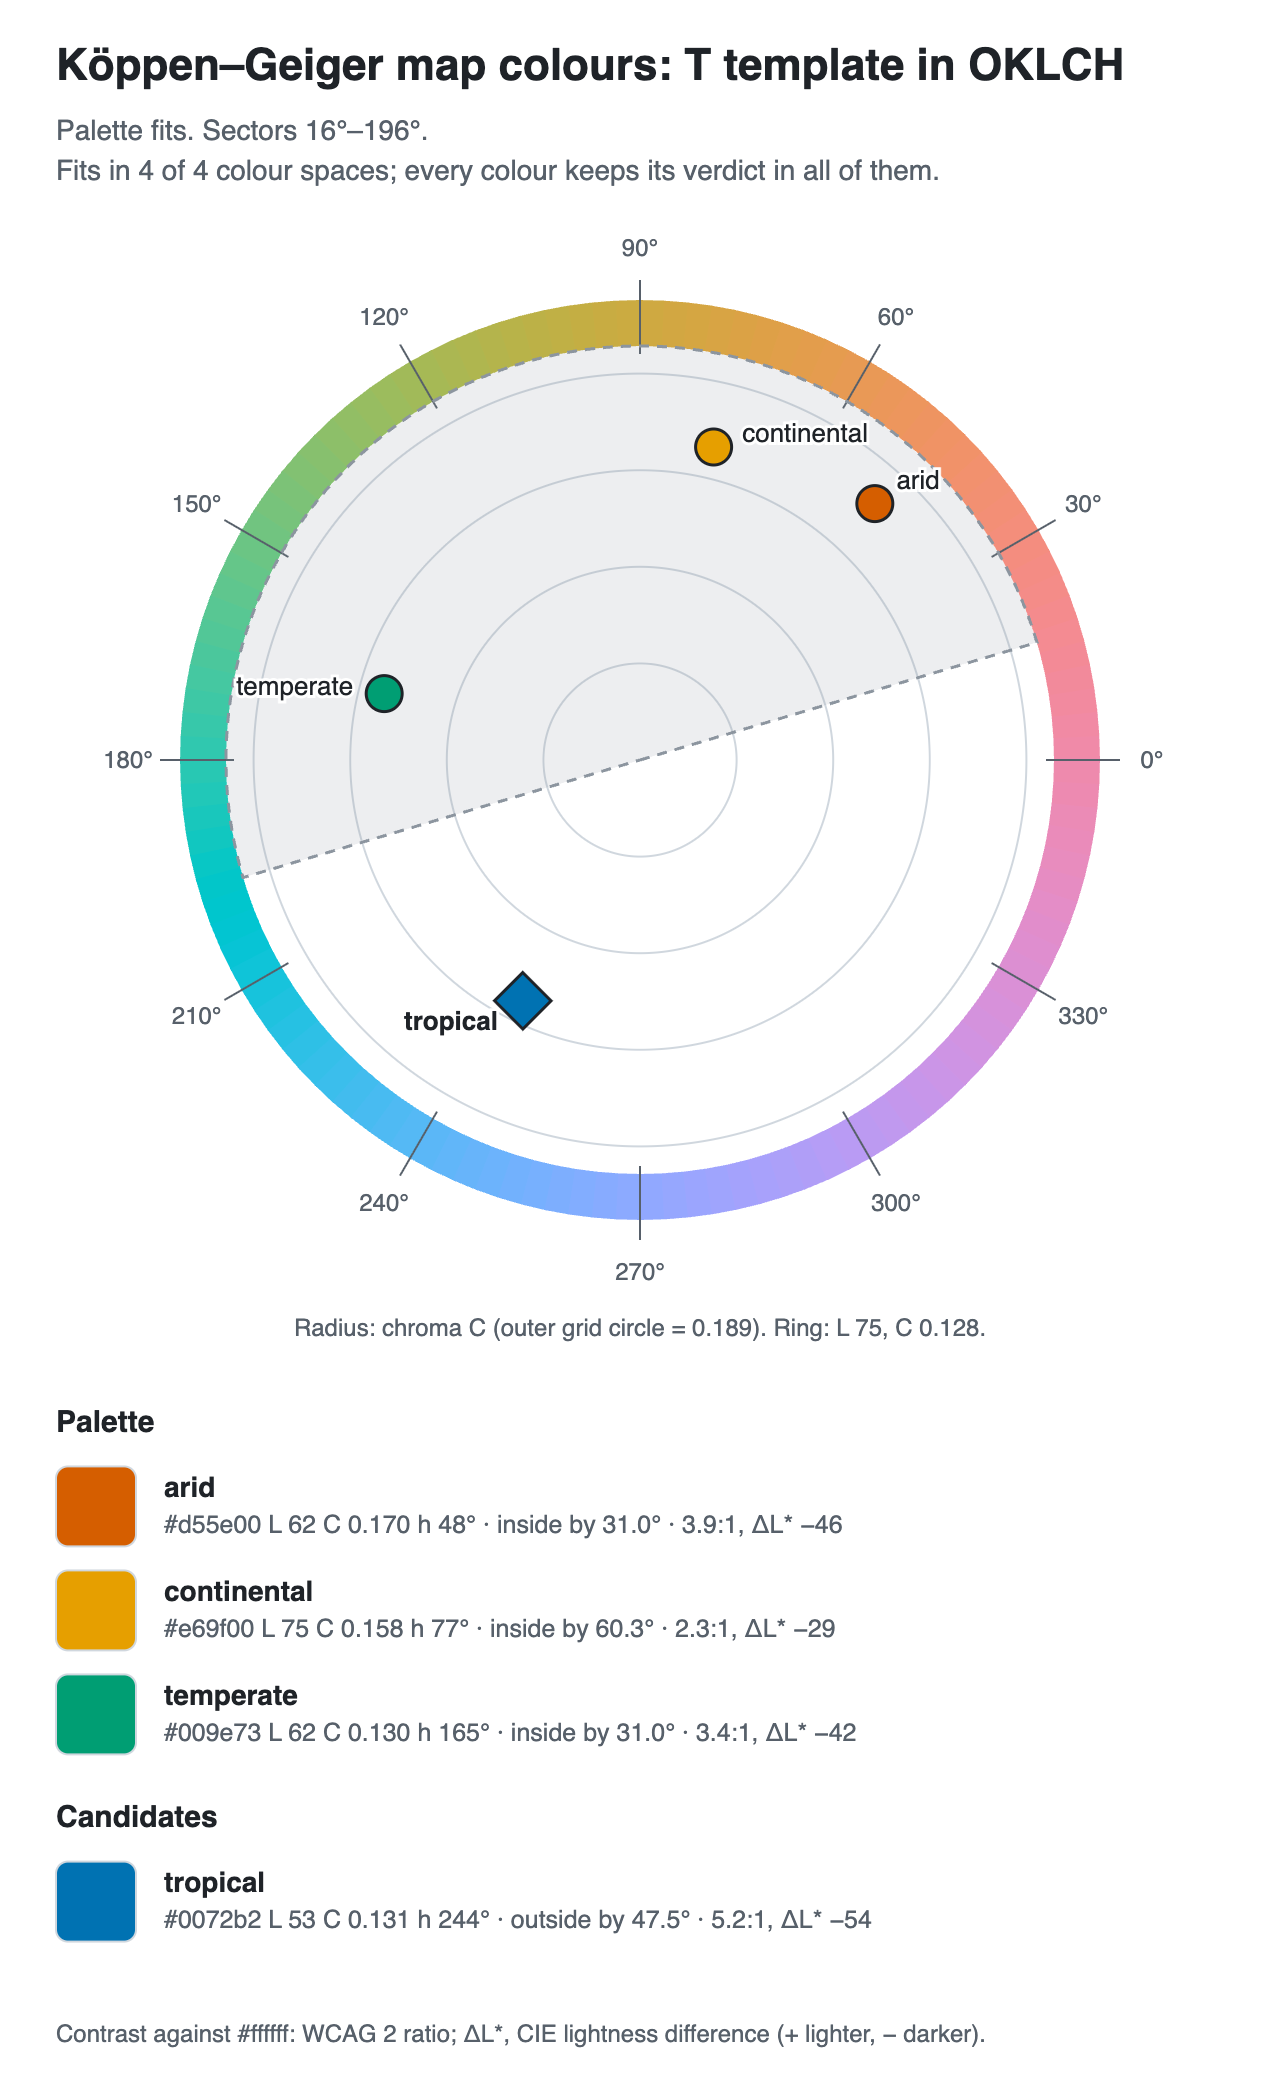 Köppen–Geiger map colours: T template in OKLCH
Palette fits. Sectors 16°–196°.
Fits in 4 of 4 colour spaces; every colour keeps its verdict in all of them.
90°
120°
60°
continental
arid
150°
30°
temperate
180°
0°
tropical
210°
330°
240°
300°
270°
Radius: chroma C (outer grid circle = 0.189). Ring: L 75, C 0.128.
Palette
arid
#d55e00 L 62 C 0.170 h 48° · inside by 31.0° · 3.9:1, ΔL* −46
continental
#e69f00 L 75 C 0.158 h 77° · inside by 60.3° · 2.3:1, ΔL* −29
temperate
#009e73 L 62 C 0.130 h 165° · inside by 31.0° · 3.4:1, ΔL* −42
Candidates
tropical
#0072b2 L 53 C 0.131 h 244° · outside by 47.5° · 5.2:1, ΔL* −54
Contrast against #ffffff: WCAG 2 ratio; ΔL*, CIE lightness difference (+ lighter, − darker).